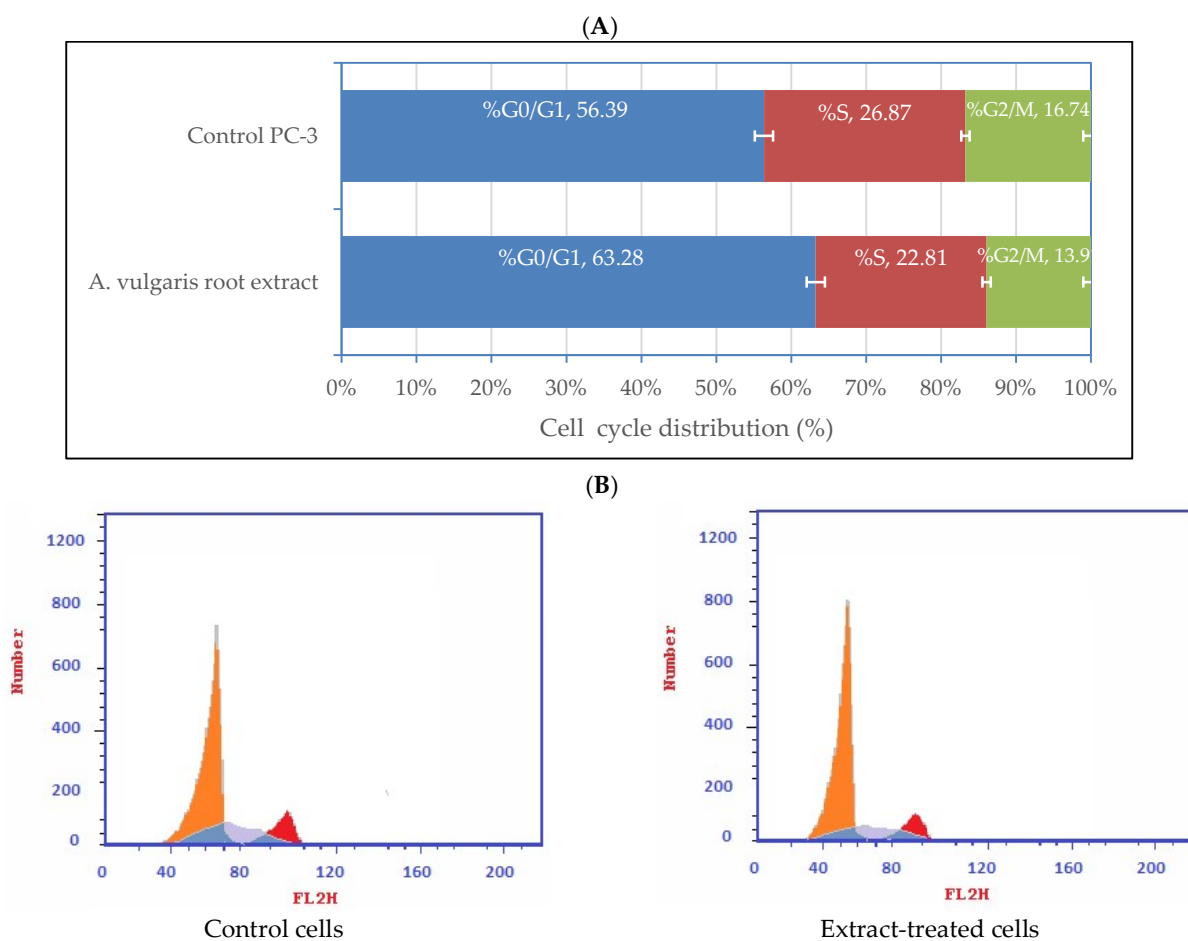 (A)
Control PC-3
%G0/G1, 56.39
%S, 26.87
%G2/M, 16.74
A. vulgaris root extract
%G0/G1, 63.28
%S, 22.81
%G2/M, 13.9
0% 10% 20% 30% 40% 50% 60% 70% 80% 90% 100%
Cell cycle distribution (%)
(B)
Number
1200
800
600
400
200
0
0 40 80 120 160 200
FL2H
Control cells
Number
1200
800
600
400
200
0
0 40 80 120 160 200
FL2H
Extract-treated cells